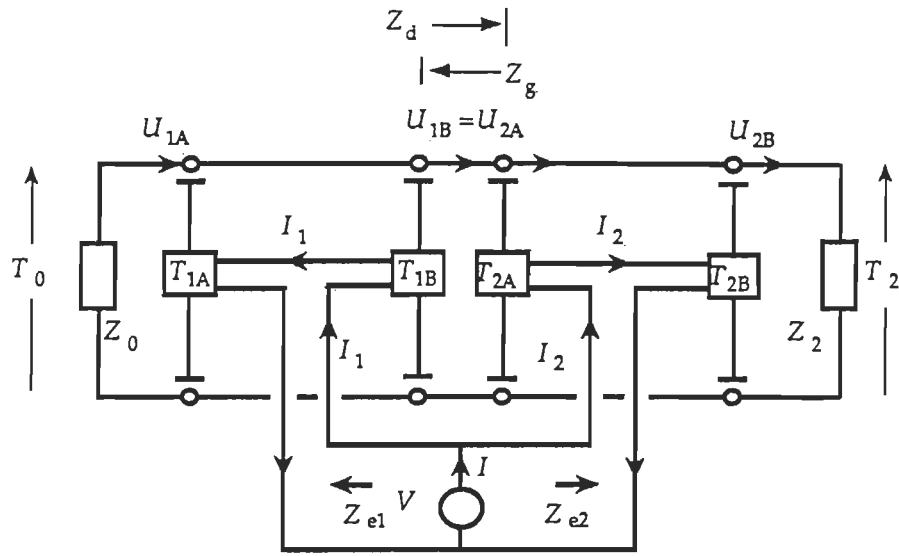 Z_d
Z_g
U_1A U_1B = U_2A U_2B
I_1 I_2
T_0 T_1A T_1B T_2A T_2B T_2
Z_0 I_1 I_2 Z_2
I
Z_e1 V Z_e2